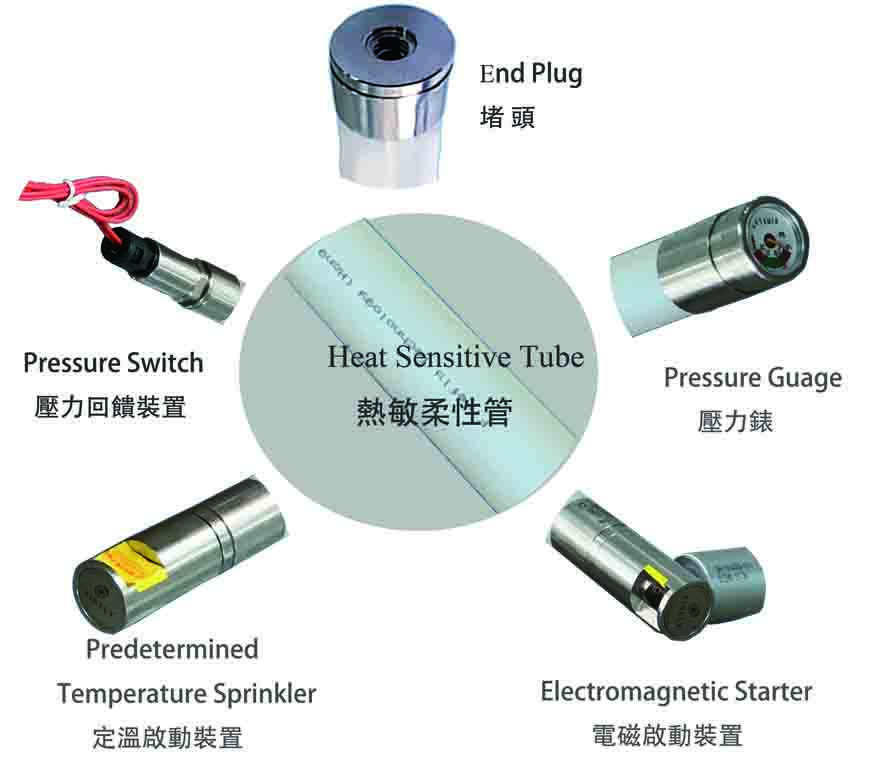 End Plug
堵 頭
Pressure Switch
壓力回饋裝置
Heat Sensitive Tube
熱敏柔性管
Pressure Guage
壓力錶
Predetermined
Temperature Sprinkler
定溫啟動裝置
Electromagnetic Starter
電磁啟動裝置